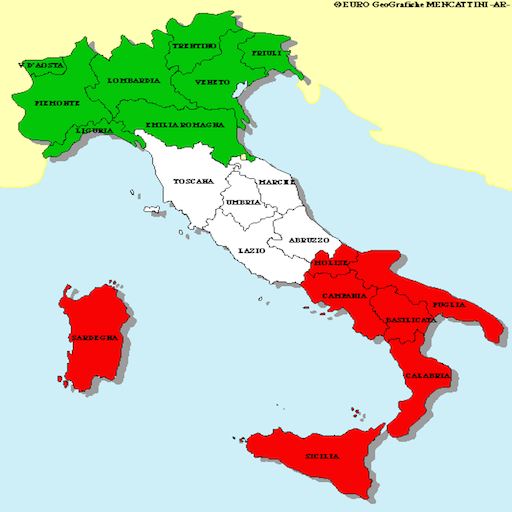 © EURO GeoGrafiche MENCATTINI -AR-
TRENTINO
FRIULI
V. D'AOSTA
LOMBARDIA
VENETO
PIEMONTE
EMILIA ROMAGNA
LIGURIA
TOSCANA
MARCHE
UMBRIA
ABRUZZO
LAZIO
MOLISE
CAMPANIA
PUGLIA
BASILICATA
SARDEGNA
CALABRIA
SICILIA